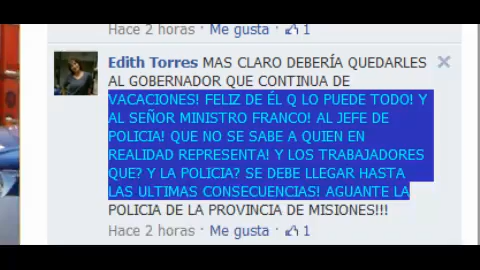 Hace 2 horas · Me gusta · 1
Edith Torres MAS CLARO DEBERÍA QUEDARLES
AL GOBERNADOR QUE CONTINUA DE
VACACIONES! FELIZ DE ÉL Q LO PUEDE TODO! Y
AL SEÑOR MINISTRO FRANCO! AL JEFE DE
POLICIA! QUE NO SE SABE A QUIEN EN
REALIDAD REPRESENTA! Y LOS TRABAJADORES
QUE? Y LA POLICIA? SE DEBE LLEGAR HASTA
LAS ULTIMAS CONSECUENCIAS! AGUANTE LA
POLICIA DE LA PROVINCIA DE MISIONES!!!
Hace 2 horas · Me gusta · 1